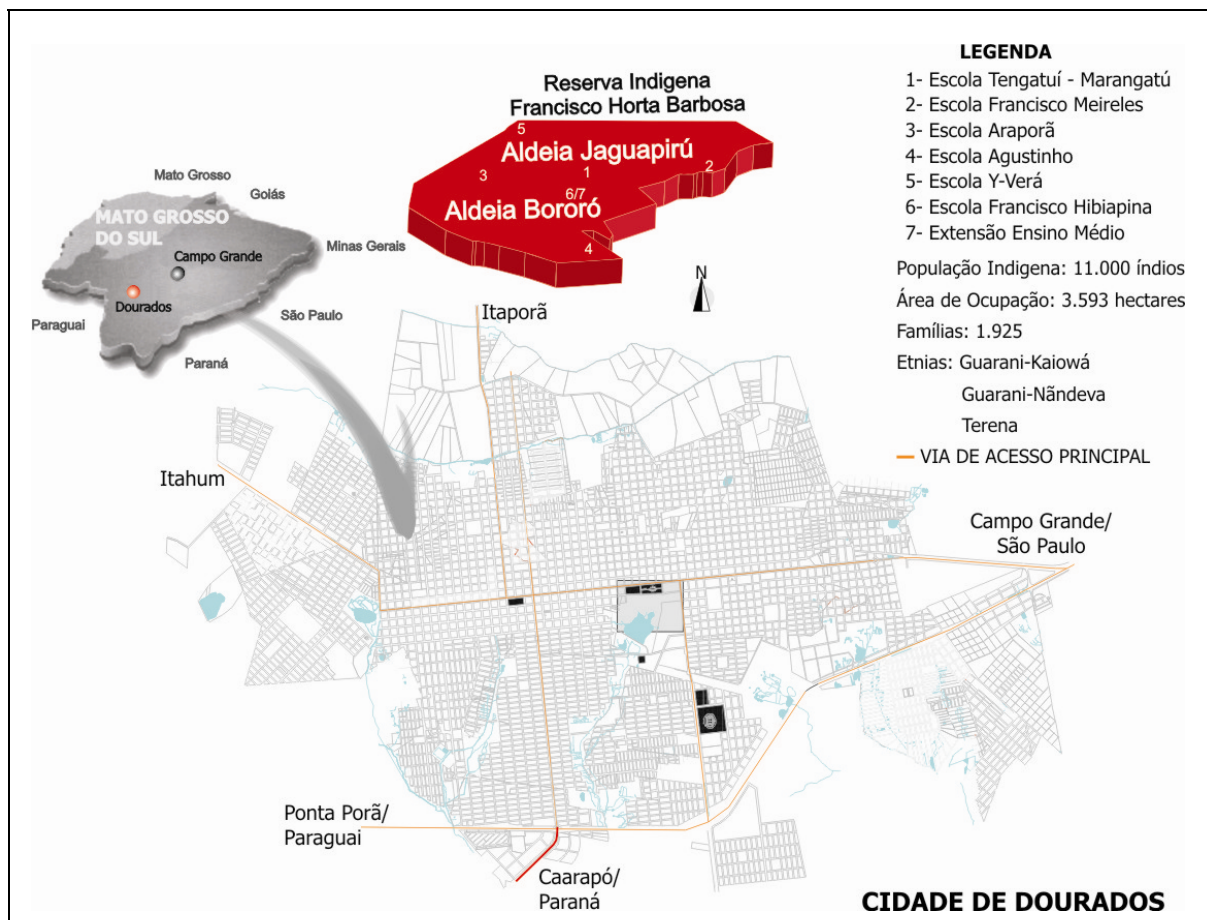 Reserva Indigena
Francisco Horta Barbosa
5
Aldeia Jaguapirú
3
1
2
6/7
Aldeia Bororó
4
LEGENDA
1- Escola Tengatuí - Marangatú
2- Escola Francisco Meireles
3- Escola Araporã
4- Escola Agustinho
5- Escola Y-Verá
6- Escola Francisco Hibiapina
7- Extensão Ensino Médio
População Indigena: 11.000 índios
Área de Ocupação: 3.593 hectares
Famílias: 1.925
Etnias: Guarani-Kaiowá
Guarani-Nãndeva
Terena
VIA DE ACESSO PRINCIPAL
Mato Grosso
Goiás
MATO GROSSO
DO SUL
Minas Gerais
Campo Grande
Dourados
São Paulo
Paraguai
Paraná
N
Itaporã
Itahum
Campo Grande/
São Paulo
Ponta Porã/
Paraguai
Caarapó/
Paraná
CIDADE DE DOURADOS